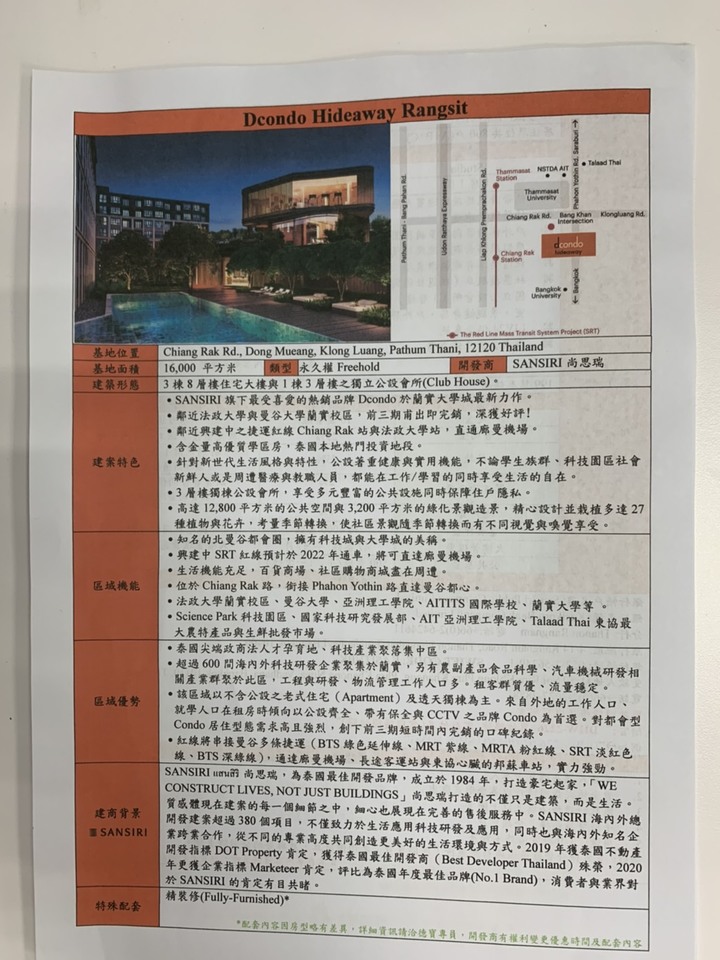 Dcondo Hideaway Rangsit
Pathum Thani - Bang Pahan Rd.
Udon Ratthaya Expressway
Liap Khlong Premprachakon Rd.
Thammasat
Station
NSTDA AIT
Phahon Yothin Rd. Saraburi
Talaad Thai
Thammasat
University
Chiang Rak Rd.
Bang Khan
Intersection
Klongluang Rd.
dcondo
hideaway
Chiang Rak
Station
Bangkok
University
Bangkok
The Red Line Mass Transit System Project (SRT)
基地位置 Chiang Rak Rd., Dong Mueang, Klong Luang, Pathum Thani, 12120 Thailand
基地面積 16,000 平方米 類型 永久權 Freehold 開發商 SANSIRI 尚思瑞
建築形態 3 棟 8 層樓住宅大樓與 1 棟 3 層樓之獨立公設會所(Club House)。
建案特色
• SANSIRI 旗下最受喜愛的熱銷品牌 Dcondo 於蘭實大學城最新力作。
• 鄰近法政大學與曼谷大學蘭實校區,前三期甫出即完銷,深獲好評!
• 鄰近興建中之捷運紅線 Chiang Rak 站與法政大學站,直通廊曼機場。
• 含金量高優質學區房,泰國本地熱門投資地段。
• 針對新世代生活風格與特性,公設著重健康與實用機能,不論學生族群、科技園區社會
新鮮人或是周遭醫療與教職人員,都能在工作/學習的同時享受生活的自在。
• 3 層樓獨棟公設會所,享受多元豐富的公共設施同時保障住戶隱私。
• 高達 12,800 平方米的公共空間與 3,200 平方米的綠化景觀造景,精心設計並栽植多達 27
種植物與花卉,考量季節轉換,使社區景觀隨季節轉換而有不同視覺與嗅覺享受。
區域機能
• 知名的北曼谷都會圈,擁有科技城與大學城的美稱。
• 興建中 SRT 紅線預計於 2022 年通車,將可直達廊曼機場。
• 生活機能充足,百貨商場、社區購物商城盡在周遭。
• 位於 Chiang Rak 路,銜接 Phahon Yothin 路直達曼谷都心。
• 法政大學蘭實校區、曼谷大學、亞洲理工學院、AITITS 國際學校、蘭實大學等 。
• Science Park 科技園區、國家科技研究發展部、AIT 亞洲理工學院、Talaad Thai 東協最
大農特產品與生鮮批發市場。
區域優勢
• 泰國尖端政商法人才孕育地、科技產業聚落集中區。
• 超過 600 間海內外科技研發企業聚集於蘭實,另有農副產品食品科學、汽車機械研發相
關產業群聚於此區,工程與研發、物流管理工作人口多。租客群質優、流量穩定。
• 該區域以不含公設之老式住宅(Apartment)及透天獨棟為主。來自外地的工作人口、
就學人口在租房時傾向以公設齊全、帶有保全與 CCTV 之品牌 Condo 為首選。對都會型
Condo 居住型態需求高且強烈,創下前三期短時間內完銷的口碑紀錄。
• 紅線將串接曼谷多條捷運(BTS 綠色延伸線、MRT 紫線、MRTA 粉紅線、SRT 淡紅色
線、BTS 深綠線),通達廊曼機場、長途客運站與東協心臟的邦蘇車站,實力強勁。
建商背景
SANSIRI
SANSIRI แสนสิริ 尚思瑞,為泰國最佳開發品牌,成立於 1984 年,打造豪宅起家,「WE
CONSTRUCT LIVES, NOT JUST BUILDINGS」尚思瑞打造的不僅只是建築,而是生活。
質感體現在建案的每一個細節之中,細心也展現在完善的售後服務中。SANSIRI 海內外總
開發建案超過 380 個項目,不僅致力於生活應用科技研發及應用,同時也與海內外知名企
業跨業合作,從不同的專業高度共同創造更美好的生活環境與方式。2019 年獲泰國不動產
開發指標 DOT Property 肯定,獲得泰國最佳開發商(Best Developer Thailand)殊榮,2020
年更獲企業指標 Marketeer 肯定,評比為泰國年度最佳品牌(No.1 Brand),消費者與業界對
於 SANSIRI 的肯定有目共睹。
特殊配套 精裝修(Fully-Furnished)*
*配套內容因房型略有差異,詳細資訊請洽德寶專員,開發商有權利變更優惠時間及配套內容